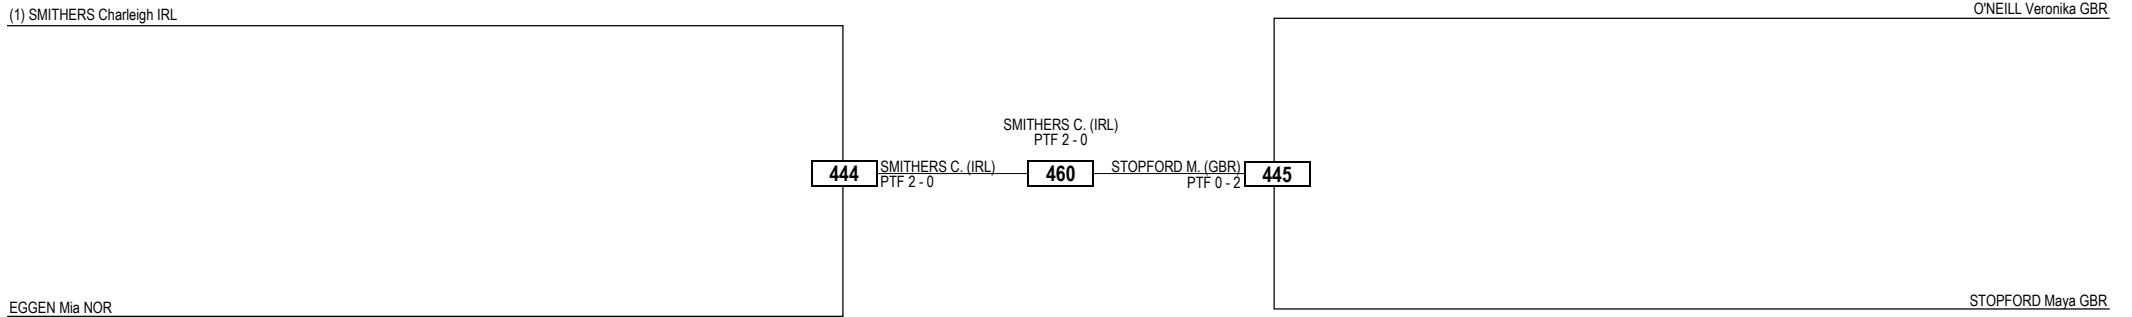 (1) SMITHERS Charleigh IRL
O'NEILL Veronika GBR
SMITHERS C. (IRL)
PTF 2 - 0
444
SMITHERS C. (IRL)
PTF 2 - 0
460
STOPFORD M. (GBR)
PTF 0 - 2
445
EGGEN Mia NOR
STOPFORD Maya GBR